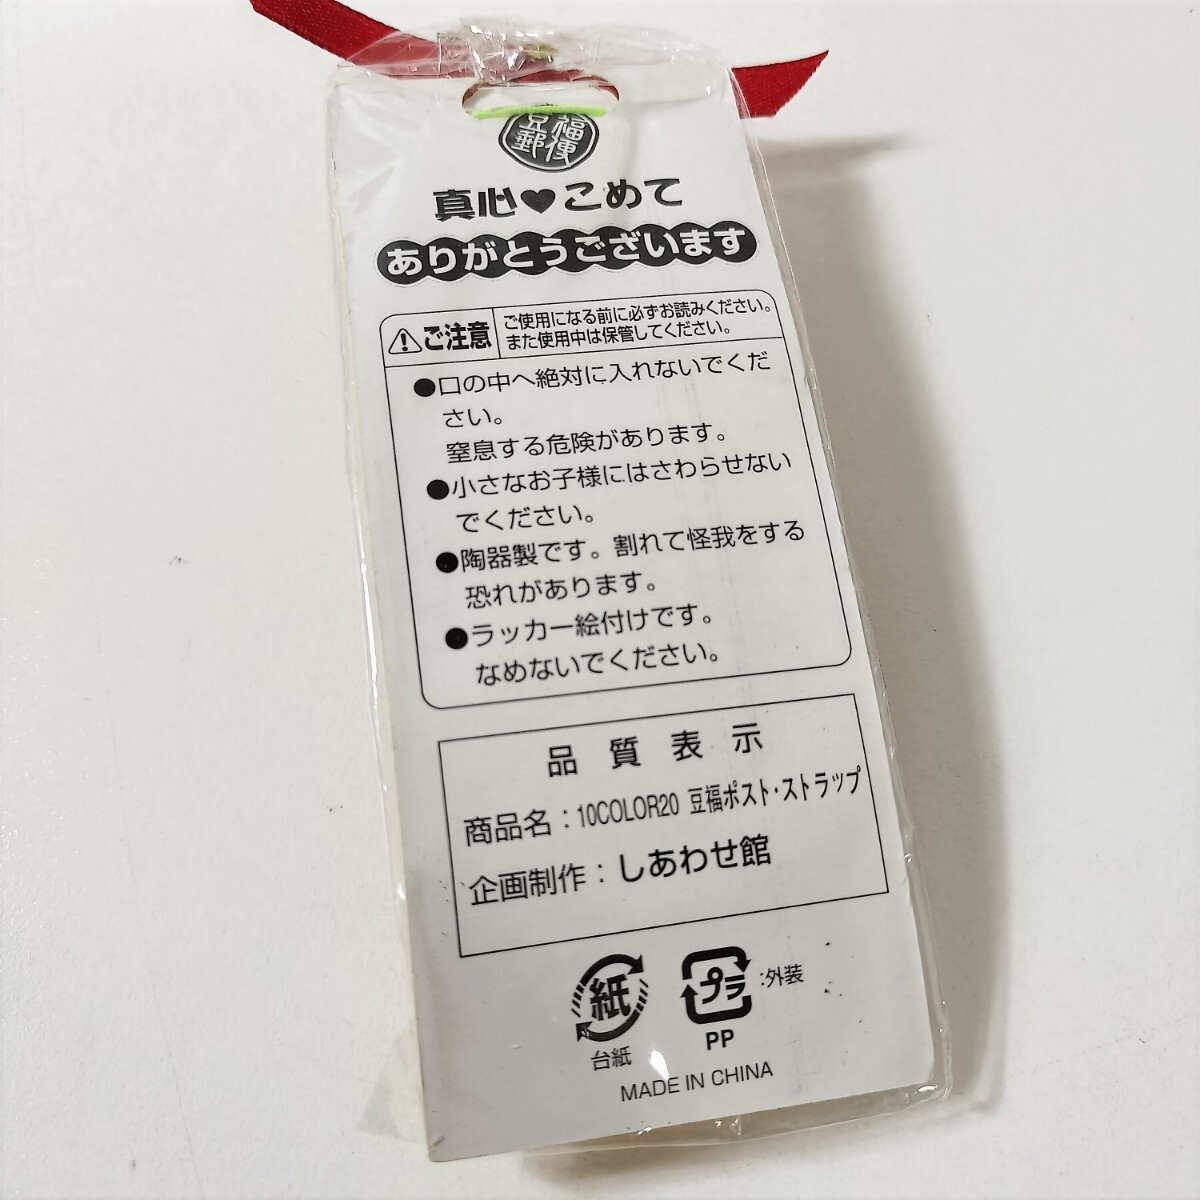 豆福
郵便
真心♥こめて
ありがとうございます
ご注意
ご使用になる前に必ずお読みください。
また使用中は保管してください。
●口の中へ絶対に入れないでくだ
さい。
窒息する危険があります。
●小さなお子様にはさわらせない
でください。
●陶器製です。割れて怪我をする
恐れがあります。
●ラッカー絵付けです。
なめないでください。
品質表示
商品名：10COLOR20 豆福ポスト・ストラップ
企画制作：しあわせ館
紙
台紙
プラ
:外装
PP
MADE IN CHINA